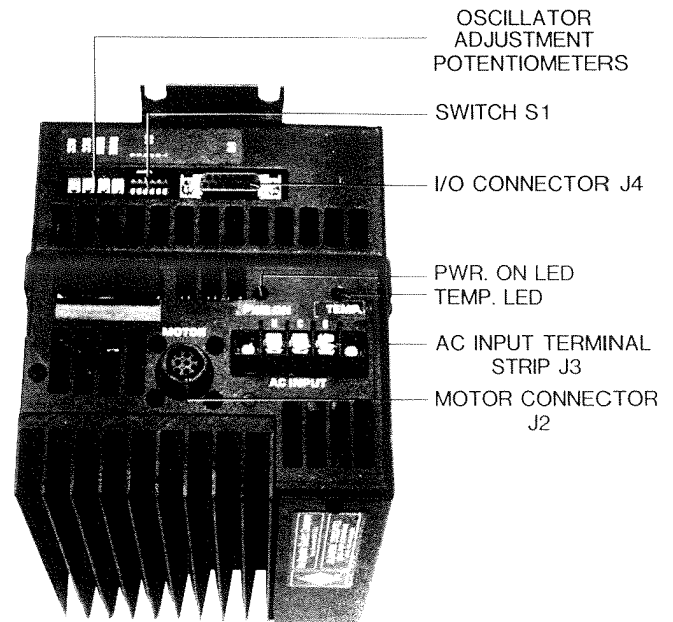 OSCILLATOR
ADJUSTMENT
POTENTIOMETERS
SWITCH S1
I/O CONNECTOR J4
PWR. ON LED
TEMP. LED
TEMP.
MOTOR
AC INPUT TERMINAL
STRIP J3
AC INPUT
MOTOR CONNECTOR
J2